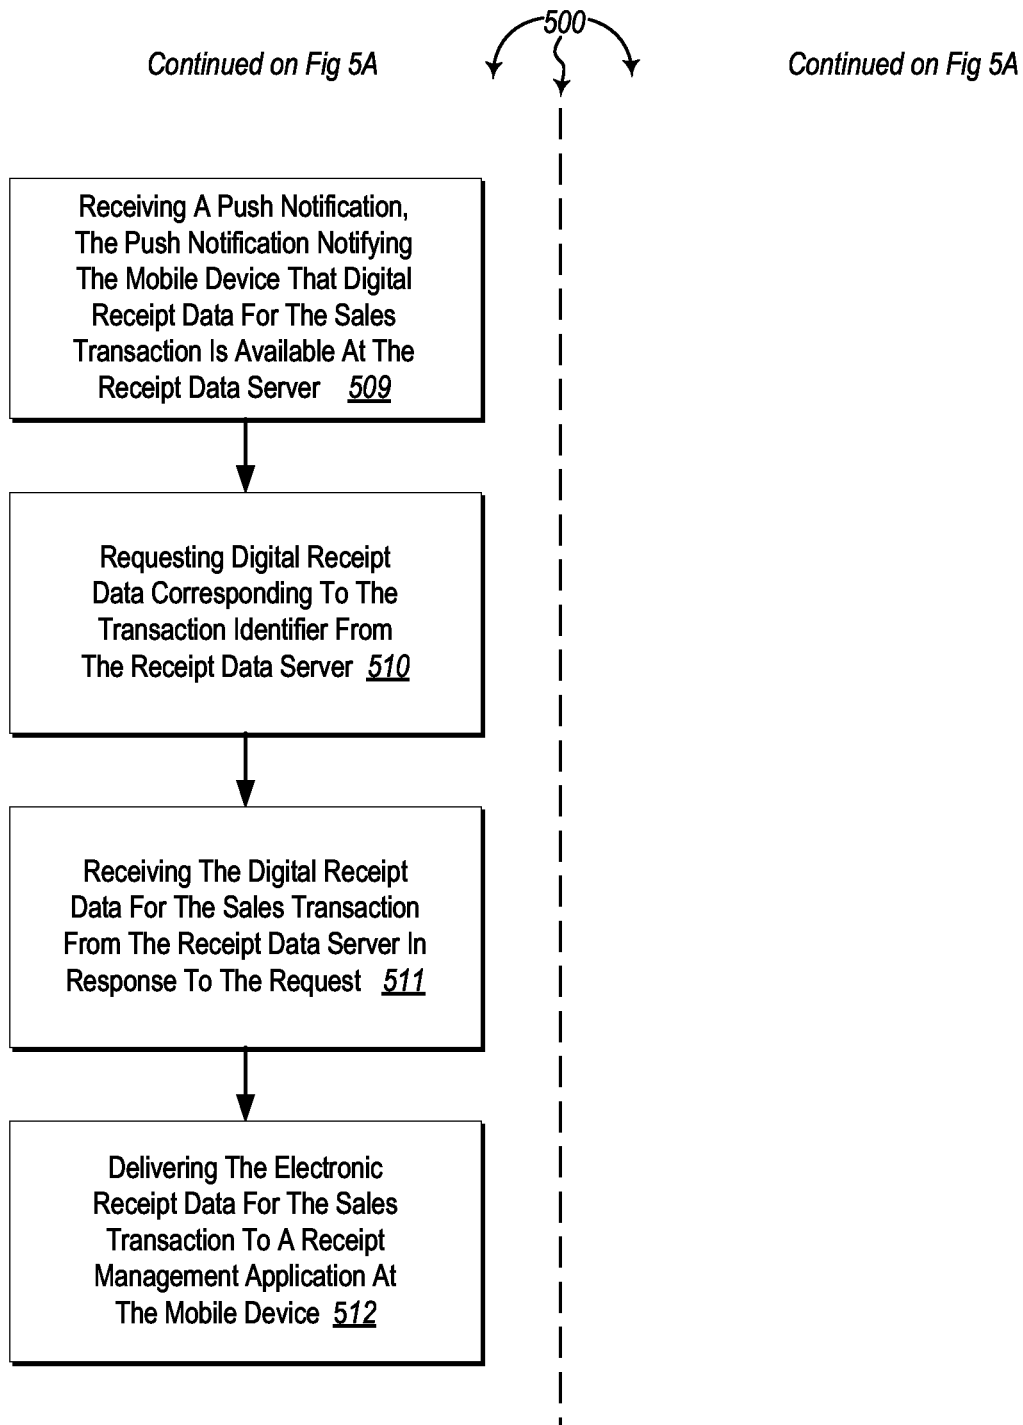 500
Continued on Fig 5A
Continued on Fig 5A
Receiving A Push Notification,
The Push Notification Notifying
The Mobile Device That Digital
Receipt Data For The Sales
Transaction Is Available At The
Receipt Data Server 509
Requesting Digital Receipt
Data Corresponding To The
Transaction Identifier From
The Receipt Data Server 510
Receiving The Digital Receipt
Data For The Sales Transaction
From The Receipt Data Server In
Response To The Request 511
Delivering The Electronic
Receipt Data For The Sales
Transaction To A Receipt
Management Application At
The Mobile Device 512